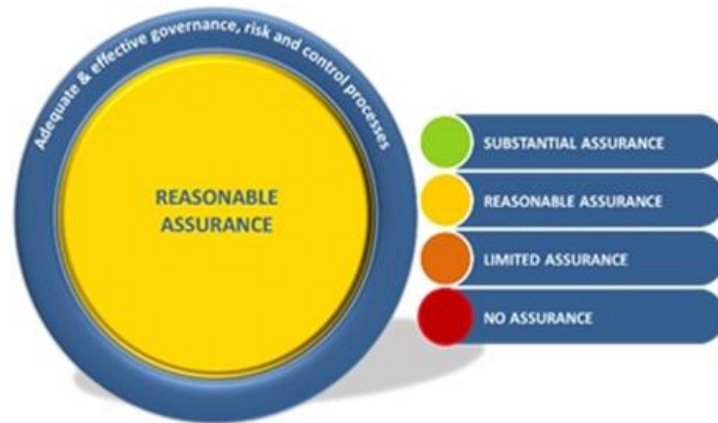 Adequate & effective governance, risk and control processes
REASONABLE
ASSURANCE
SUBSTANTIAL ASSURANCE
REASONABLE ASSURANCE
LIMITED ASSURANCE
NO ASSURANCE